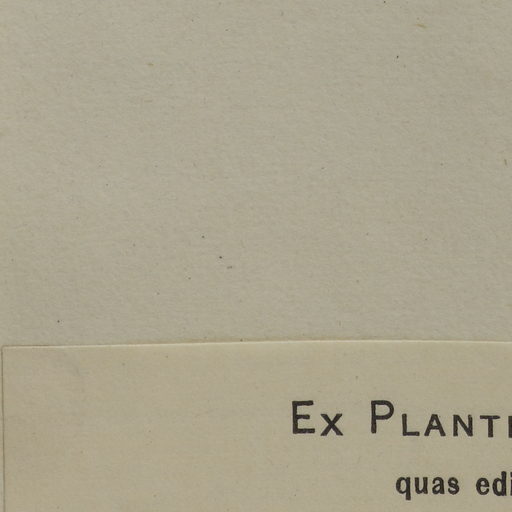 Ex Plant
quas edi